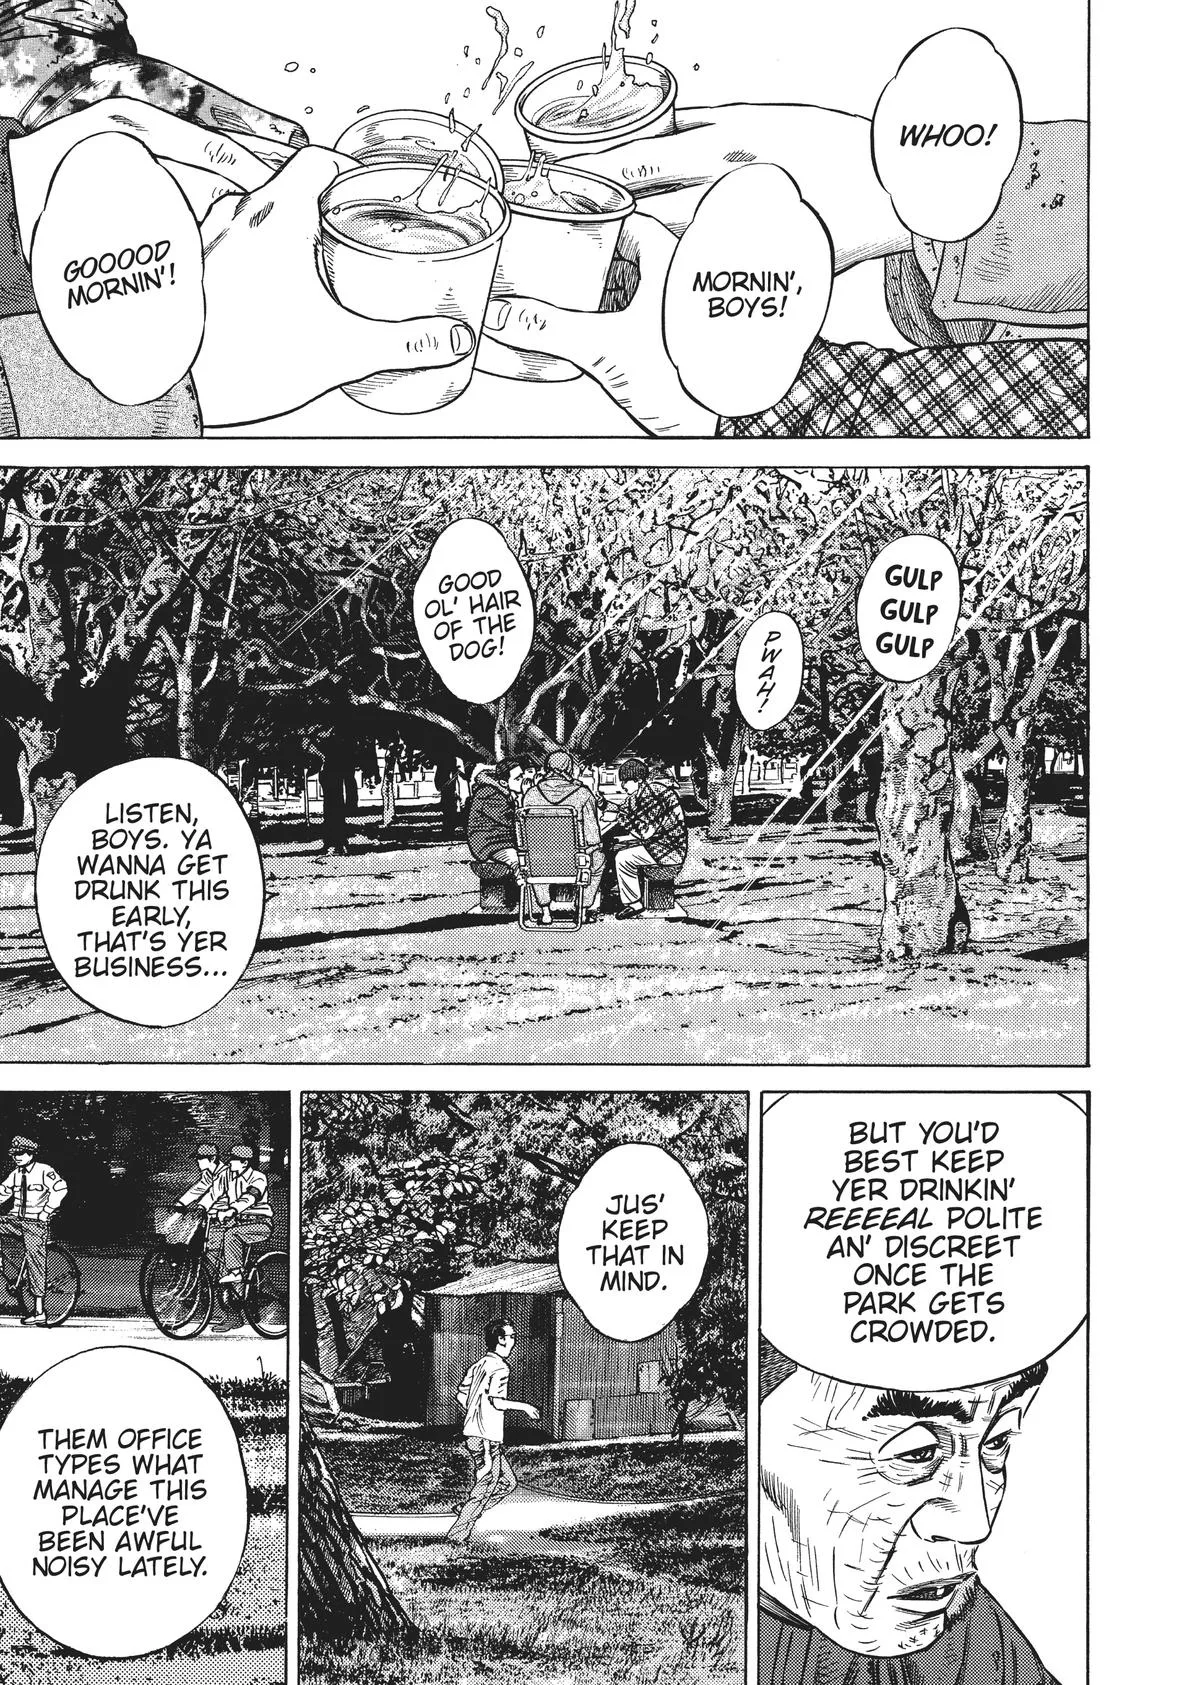 WHOO!
MORNIN',
BOYS!
GOOOOD
MORNIN'!
GULP
GULP
GULP
PWAH!
GOOD
OL' HAIR
OF THE
DOG!
LISTEN,
BOYS. YA
WANNA GET
DRUNK THIS
EARLY,
THAT'S YER
BUSINESS...
BUT YOU'D
BEST KEEP
YER DRINKIN'
REEEEAL POLITE
AN' DISCREET
ONCE THE
PARK GETS
CROWDED.
JUS'
KEEP
THAT IN
MIND.
THEM OFFICE
TYPES WHAT
MANAGE THIS
PLACE'VE
BEEN AWFUL
NOISY LATELY.